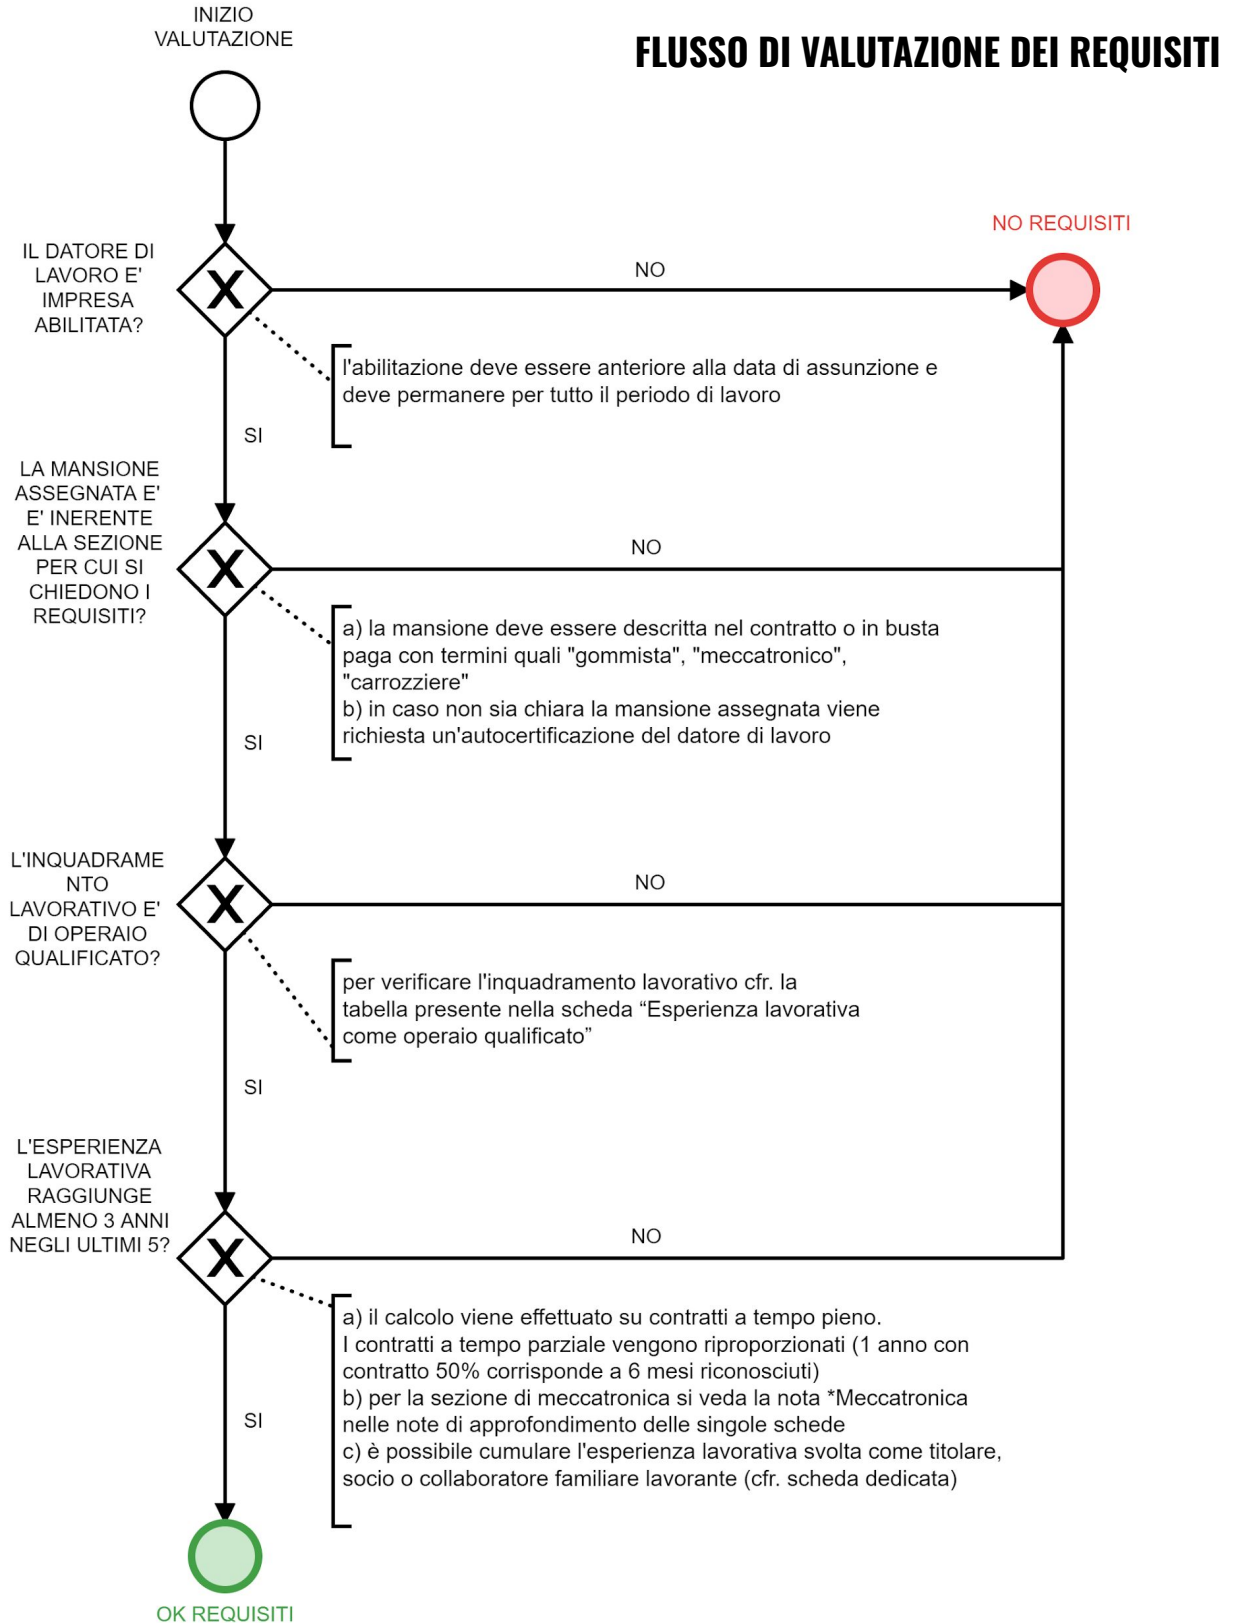 INIZIO
VALUTAZIONE
FLUSSO DI VALUTAZIONE DEI REQUISITI
NO REQUISITI
IL DATORE DI
LAVORO E'
IMPRESA
ABILITATA?
X
NO
l'abilitazione deve essere anteriore alla data di assunzione e
deve permanere per tutto il periodo di lavoro
SI
LA MANSIONE
ASSEGNATA E'
E' INERENTE
ALLA SEZIONE
PER CUI SI
CHIEDONO I
REQUISITI?
X
NO
a) la mansione deve essere descritta nel contratto o in busta
paga con termini quali "gommista", "meccatronico",
"carrozziere"
b) in caso non sia chiara la mansione assegnata viene
richiesta un'autocertificazione del datore di lavoro
SI
L'INQUADRAME
NTO
LAVORATIVO E'
DI OPERAIO
QUALIFICATO?
X
NO
per verificare l'inquadramento lavorativo cfr. la
tabella presente nella scheda “Esperienza lavorativa
come operaio qualificato”
SI
L'ESPERIENZA
LAVORATIVA
RAGGIUNGE
ALMENO 3 ANNI
NEGLI ULTIMI 5?
X
NO
a) il calcolo viene effettuato su contratti a tempo pieno.
I contratti a tempo parziale vengono riproporzionati (1 anno con
contratto 50% corrisponde a 6 mesi riconosciuti)
b) per la sezione di meccatronica si veda la nota *Meccatronica
nelle note di approfondimento delle singole schede
c) è possibile cumulare l'esperienza lavorativa svolta come titolare,
socio o collaboratore familiare lavorante (cfr. scheda dedicata)
SI
OK REQUISITI